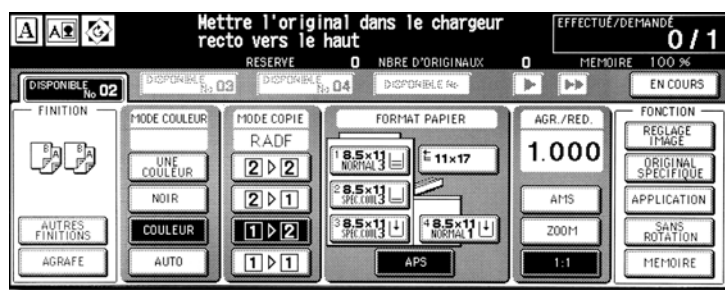 A A
Mettre l'original dans le chargeur
recto vers le haut
EFFECTUÉ/DEMANDÉ
0/1
RESERVE 0 NBRE D'ORIGINAUX 0 MEMOIRE 100 %
DISPONIBLE No 02
DISPONIBLE No 03
DISPONIBLE No 04
DISPONIBLE No
EN COURS
FINITION
B A B A
AUTRES
FINITIONS
AGRAFE
MODE COULEUR
UNE
COULEUR
NOIR
COULEUR
AUTO
MODE COPIE
RADF
2 ▷ 2
2 ▷ 1
1 ▷ 2
1 ▷ 1
FORMAT PAPIER
1 8.5x11
NORMAL 3
11x17
2 8.5x11
SPEC.COUL 3
3 8.5x11
SPEC.COUL 3
4 8.5x11
NORMAL 1
APS
AGR./RED.
1.000
AMS
ZOOM
1:1
FONCTION
REGLAGE
IMAGE
ORIGINAL
SPECIFIQUE
APPLICATION
SANS
ROTATION
MEMOIRE